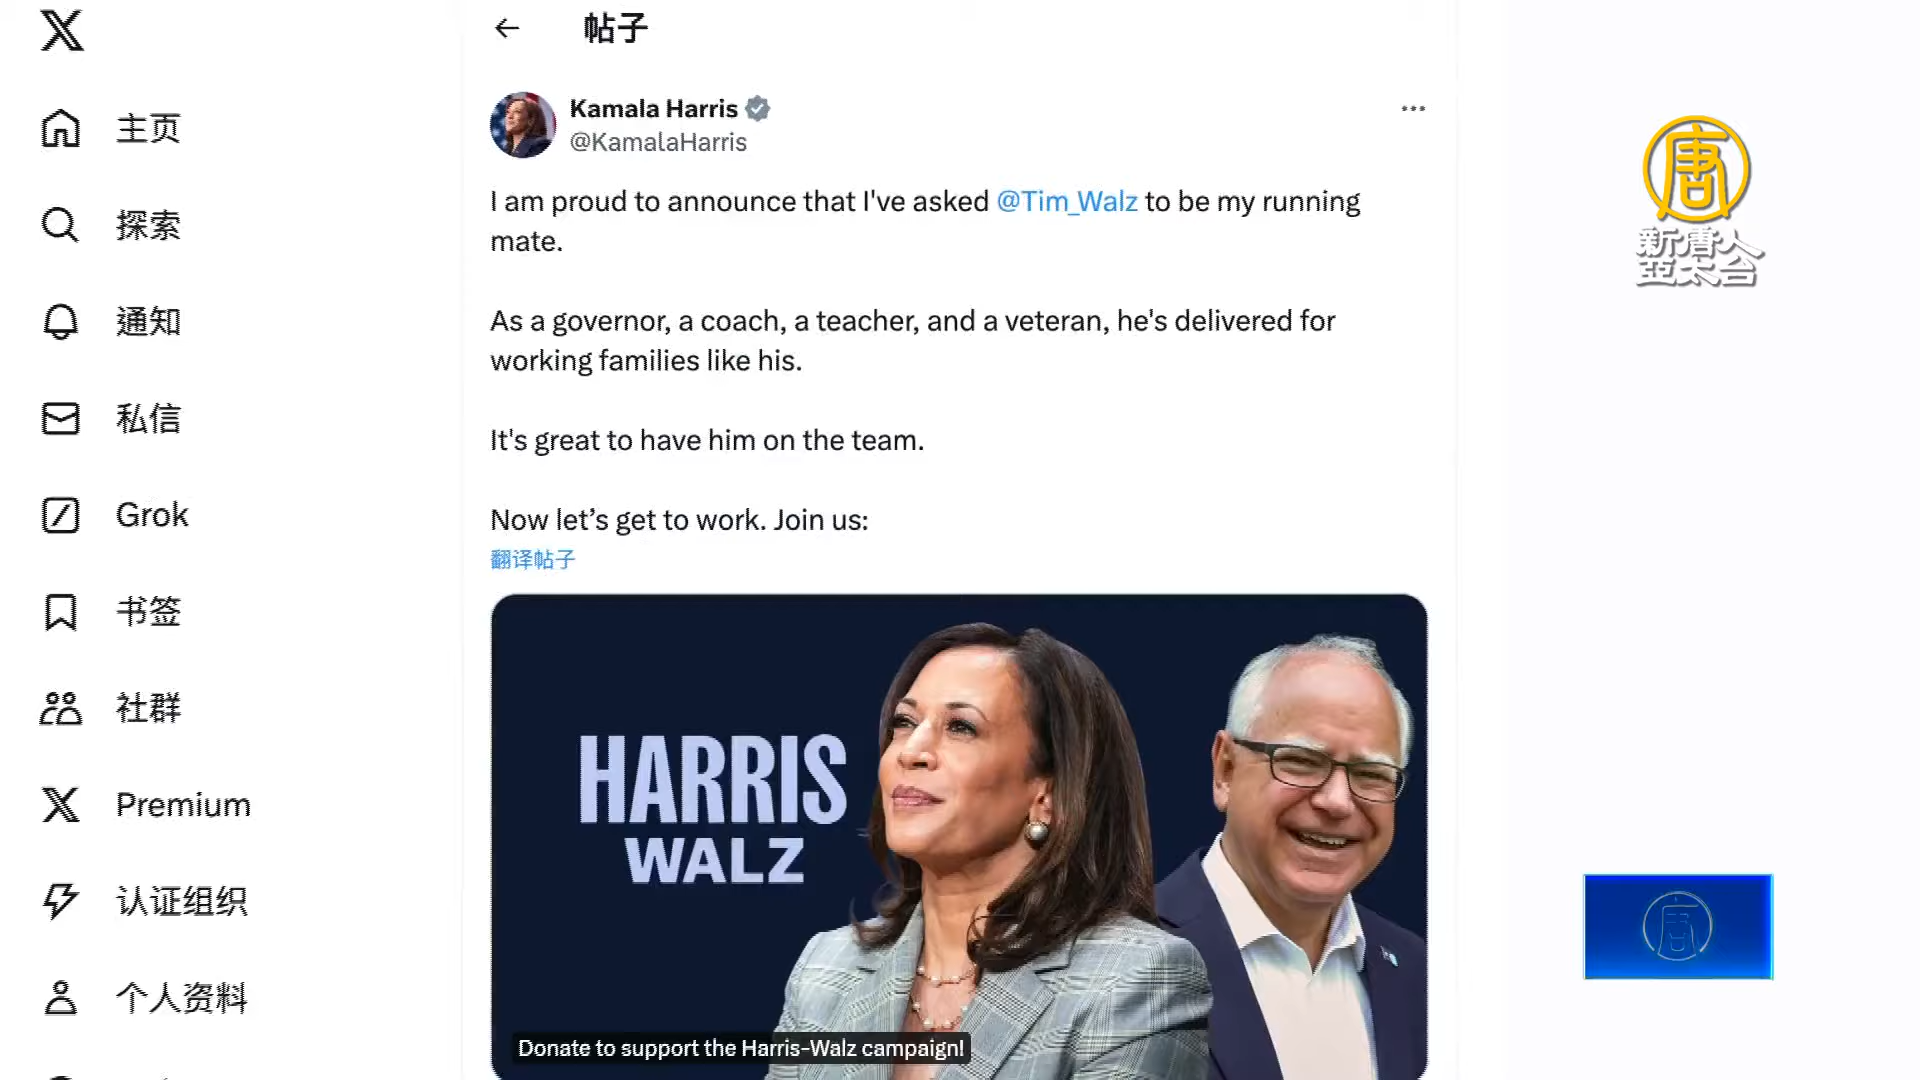 帖子
主页
探索
通知
私信
Grok
书签
社群
Premium
认证组织
个人资料
Kamala Harris
@KamalaHarris
I am proud to announce that I've asked @Tim_Walz to be my running
mate.
As a governor, a coach, a teacher, and a veteran, he's delivered for
working families like his.
It's great to have him on the team.
Now let’s get to work. Join us:
翻译帖子
HARRIS
WALZ
Donate to support the Harris-Walz campaign!
唐
新唐人
亞太台
唐